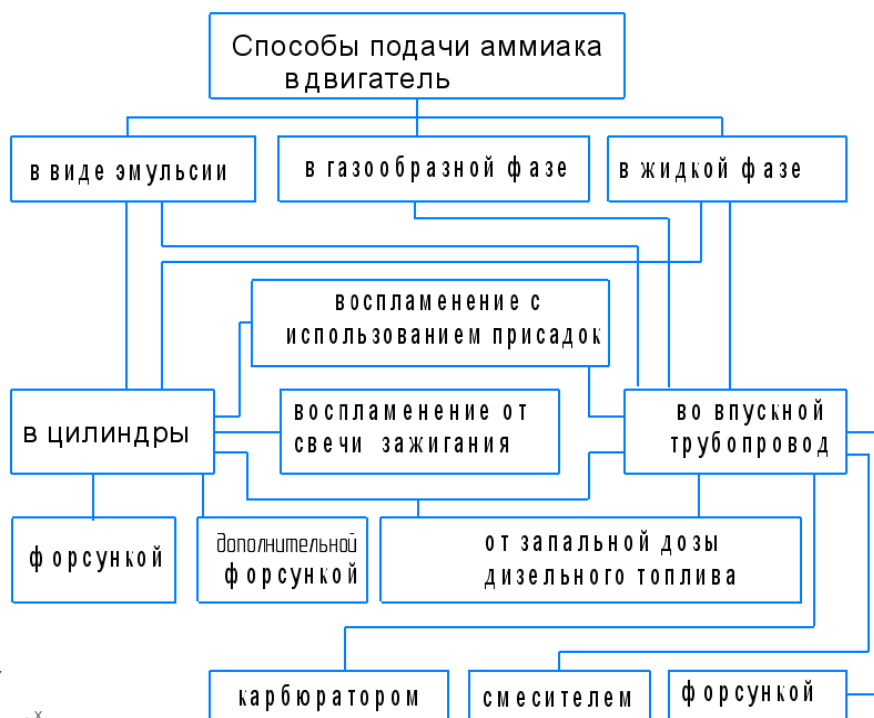 Способы подачи аммиака
в двигатель
в виде эмульсии
в газообразной фазе
в жидкой фазе
воспламенение с
использованием присадок
в цилиндры
воспламенение от
свечи зажигания
во впускной
трубопровод
форсункой
дополнительной
форсункой
от запальной дозы
дизельного топлива
карбюратором
смесителем
форсункой
X